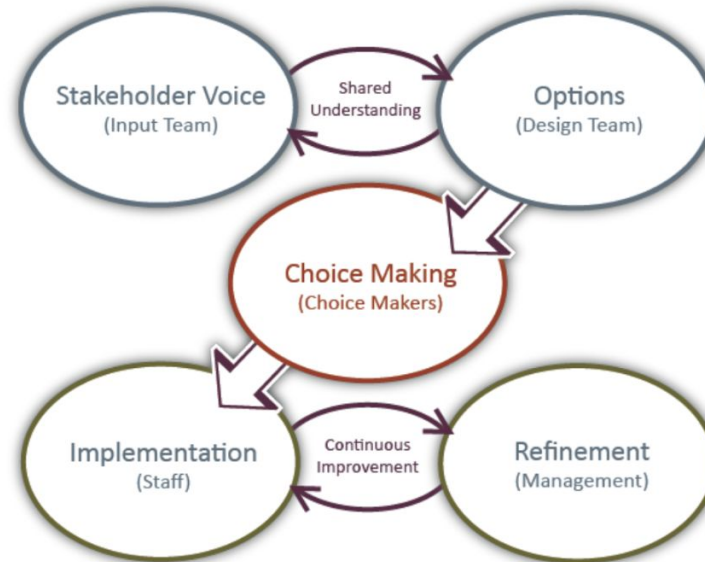 Stakeholder Voice
(Input Team)
Shared
Understanding
Options
(Design Team)
Choice Making
(Choice Makers)
Implementation
(Staff)
Continuous
Improvement
Refinement
(Management)